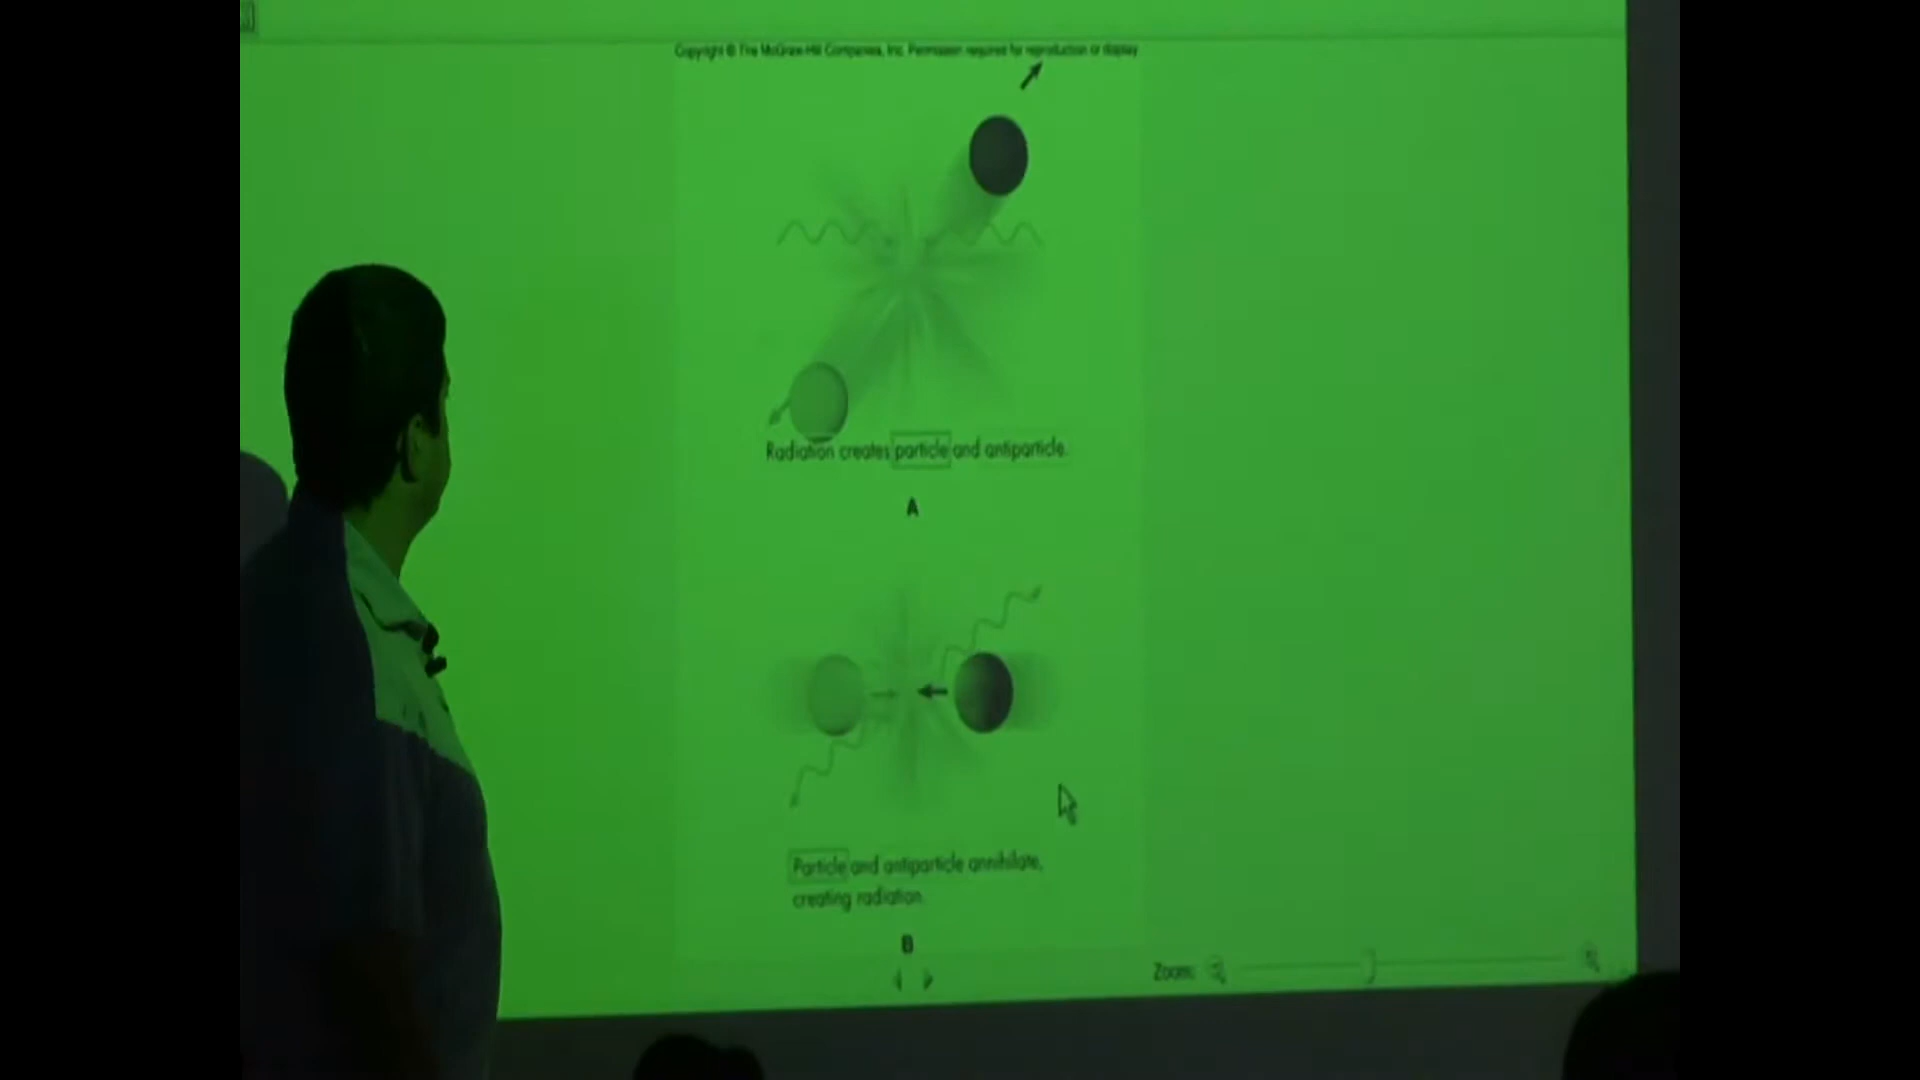 Copyright © The McGraw-Hill Companies, Inc. Permission required for reproduction or display
Radiation creates particle and antiparticle.
A
Particle and antiparticle annihilate,
creating radiation.
B
Zoom: